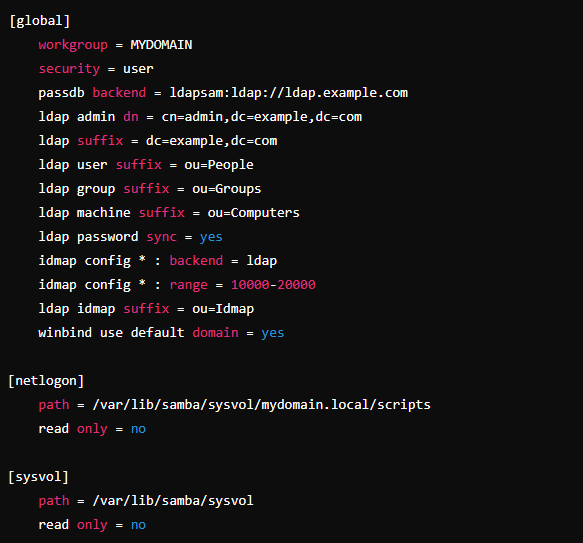 [global]
workgroup = MYDOMAIN
security = user
passdb backend = ldapsam:ldap://ldap.example.com
ldap admin dn = cn=admin,dc=example,dc=com
ldap suffix = dc=example,dc=com
ldap user suffix = ou=People
ldap group suffix = ou=Groups
ldap machine suffix = ou=Computers
ldap password sync = yes
idmap config * : backend = ldap
idmap config * : range = 10000-20000
ldap idmap suffix = ou=Idmap
winbind use default domain = yes
[netlogon]
path = /var/lib/samba/sysvol/mydomain.local/scripts
read only = no
[sysvol]
path = /var/lib/samba/sysvol
read only = no